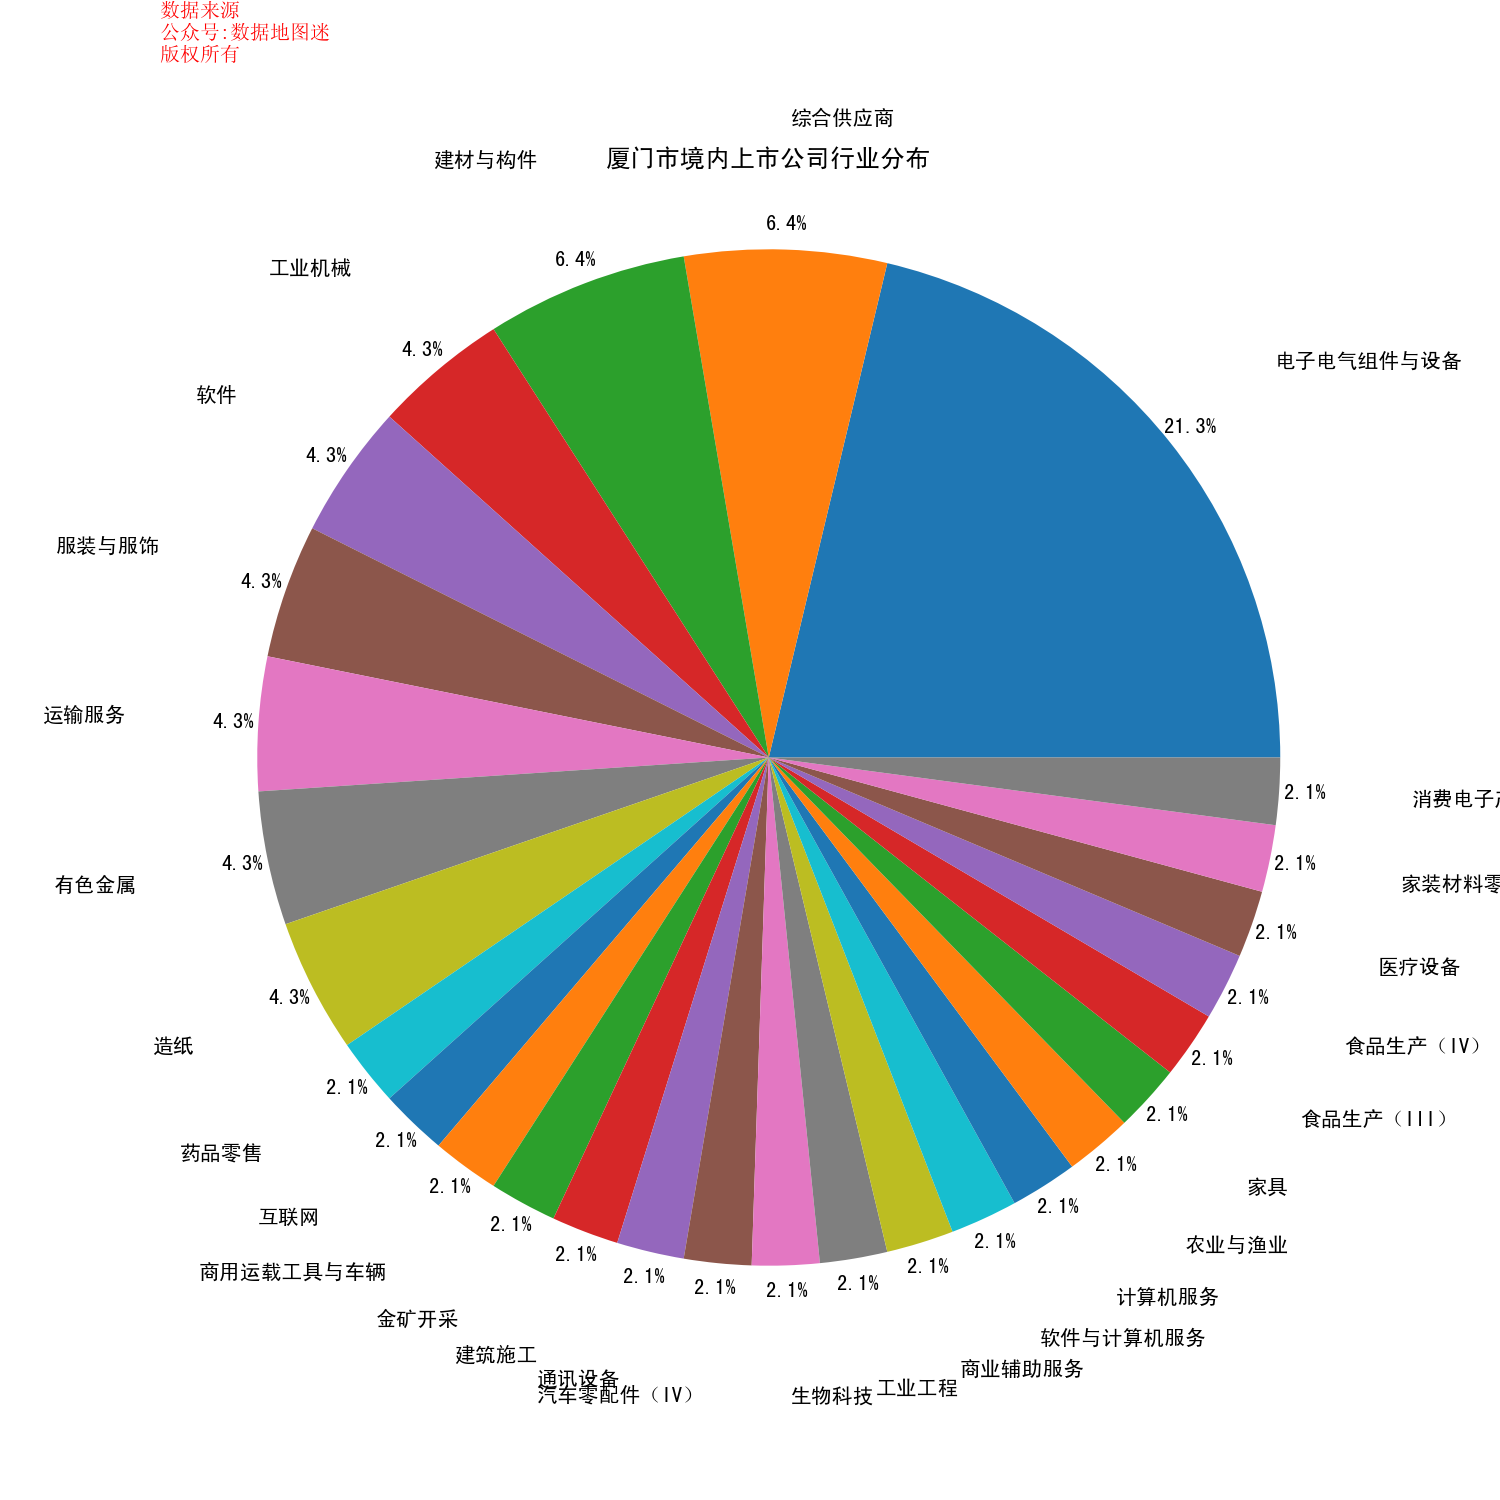 数据来源
公众号:数据地图迷
版权所有
综合供应商
厦门市境内上市公司行业分布
建材与构件
6.4%
6.4%
工业机械
4.3%
电子电气组件与设备
软件
21.3%
4.3%
服装与服饰
4.3%
运输服务
4.3%
2.1%
消费电子
4.3%
2.1%
有色金属
家装材料零
2.1%
医疗设备
4.3%
2.1%
造纸
食品生产（IV）
2.1%
2.1%
2.1%
食品生产（III）
2.1%
药品零售
2.1%
2.1%
家具
2.1%
互联网
2.1%
2.1%
农业与渔业
2.1%
2.1%
商用运载工具与车辆
2.1%
2.1%
2.1%
2.1%
计算机服务
金矿开采
软件与计算机服务
建筑施工
商业辅助服务
通讯设备
工业工程
汽车零配件（IV）
生物科技